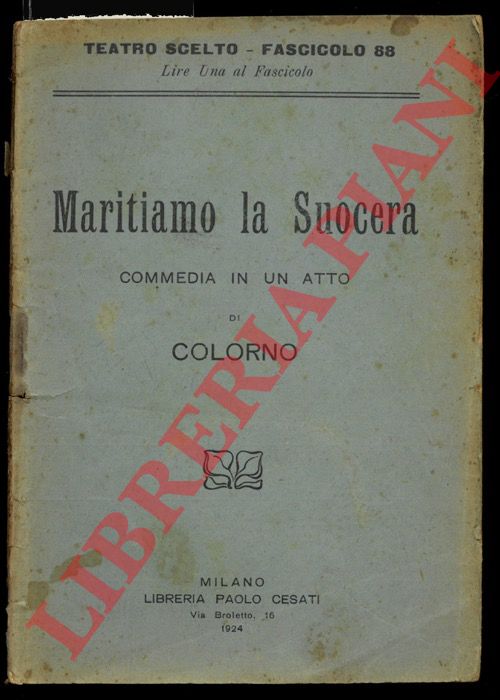 TEATRO SCELTO - FASCICOLO 88
Lire Una al Fascicolo
Maritiamo la Suocera
COMMEDIA IN UN ATTO
DI
COLORNO
MILANO
LIBRERIA PAOLO CESATI
Via Broletto, 16
1924
LIBRERIA PIANI